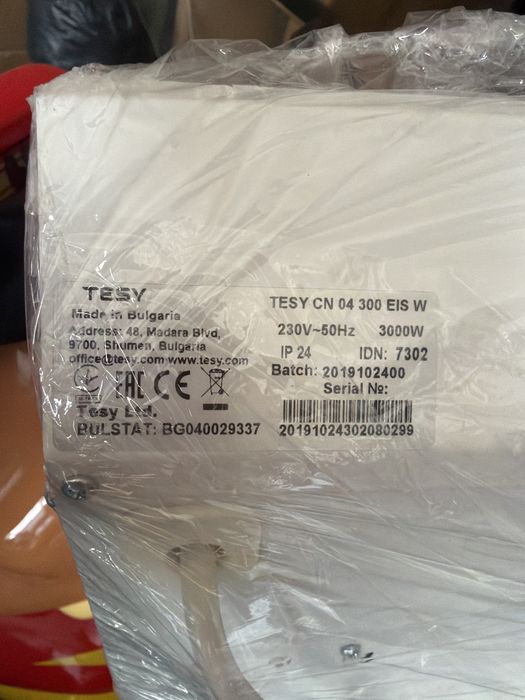 TESY
Made in Bulgaria
Address: 48, Madara Blvd,
9700, Shumen, Bulgaria
office@tesy.com www.tesy.com
EAC CE
Tesy Ltd.
BULSTAT: BG040029337
TESY CN 04 300 EIS W
230V~50Hz 3000W
IP 24 IDN: 7302
Batch: 2019102400
Serial №:
20191024302080299